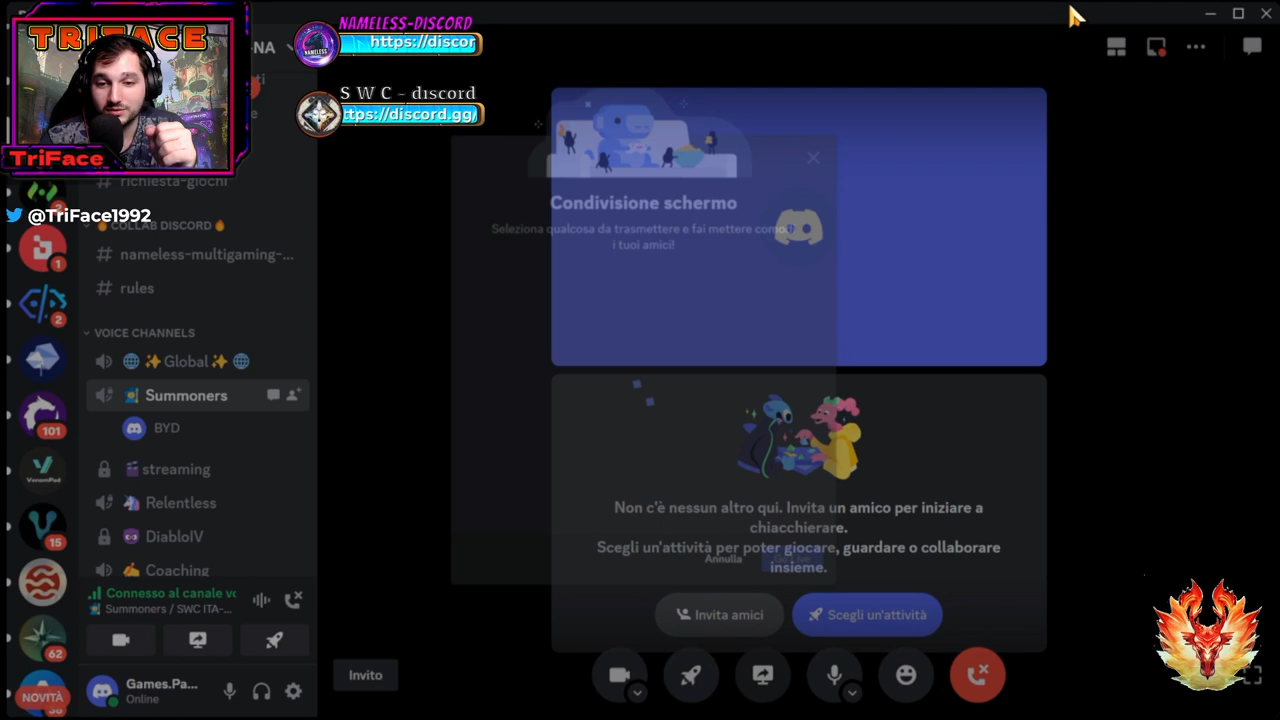 TRIFACE
TriFace
@TriFace1992
NAMELESS-DISCORD
https://discor
S W C - discord
ttps://discord.gg/
NA
# richiesta-giochi
COLLAB DISCORD
# nameless-multigaming-...
# rules
VOICE CHANNELS
Global
Summoners
BYD
streaming
Relentless
DiabloIV
Coaching
Connesso al canale vo
Summoners / SWC ITA-...
Games.Pa...
Online
101
VenomPad
1
2
15
62
NOVITÀ
Invito
Condivisione schermo
Seleziona qualcosa da trasmettere e fai mettere comodi
i tuoi amici!
Non c'è nessun altro qui. Invita un amico per iniziare a
chiacchierare.
Scegli un'attività per poter giocare, guardare o collaborare
insieme.
Annulla
Invita amici
Scegli un'attività